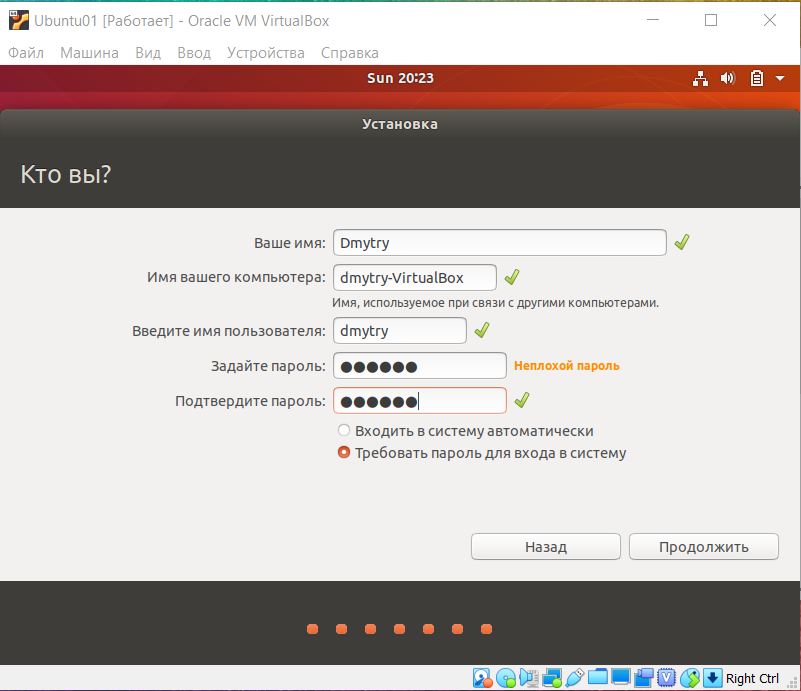 Ubuntu01 [Работает] - Oracle VM VirtualBox
Файл Машина Вид Ввод Устройства Справка
Sun 20:23
Установка
Кто вы?
Ваше имя: Dmytry
Имя вашего компьютера: dmytry-VirtualBox
Имя, используемое при связи с другими компьютерами.
Введите имя пользователя: dmytry
Задайте пароль: ●●●●●● Неплохой пароль
Подтвердите пароль: ●●●●●●
Входить в систему автоматически
Требовать пароль для входа в систему
Назад Продолжить
Right Ctrl